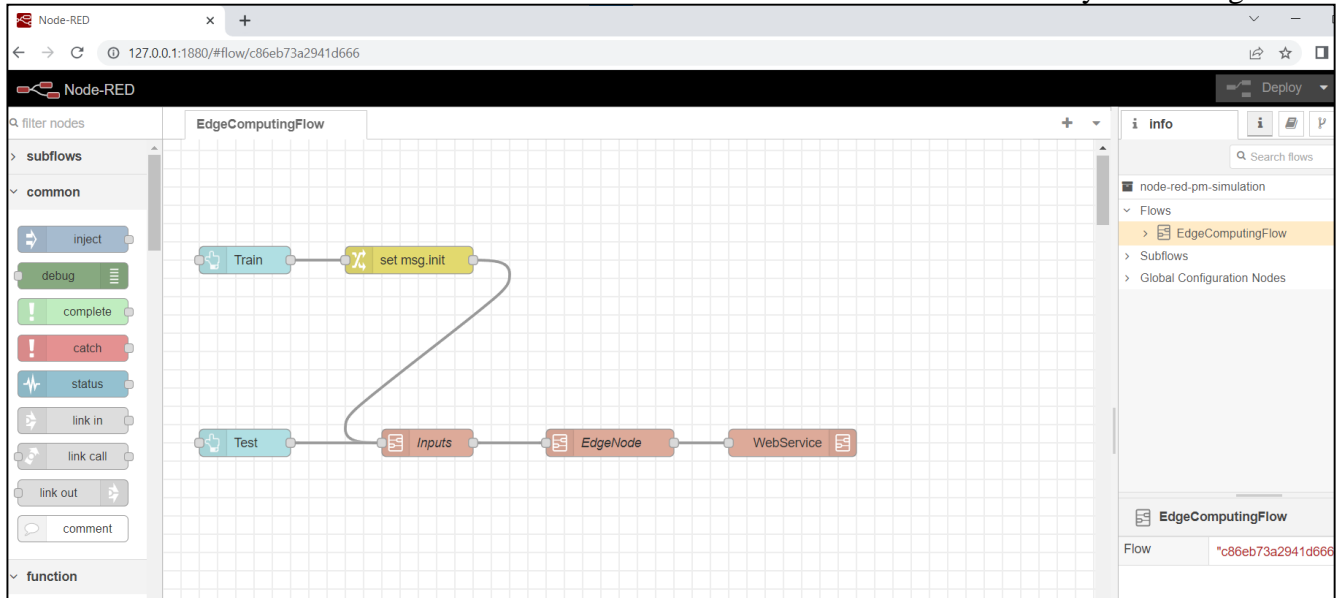 Node-RED
127.0.0.1:1880/#flow/c86eb73a2941d666
Node-RED
Deploy
filter nodes
EdgeComputingFlow
i info
i
subflows
Search flows
common
node-red-pm-simulation
Flows
inject
EdgeComputingFlow
Train
set msg.init
Subflows
debug
Global Configuration Nodes
complete
catch
status
link in
Test
Inputs
EdgeNode
WebService
link call
link out
EdgeComputingFlow
comment
Flow
"c86eb73a2941d666
function